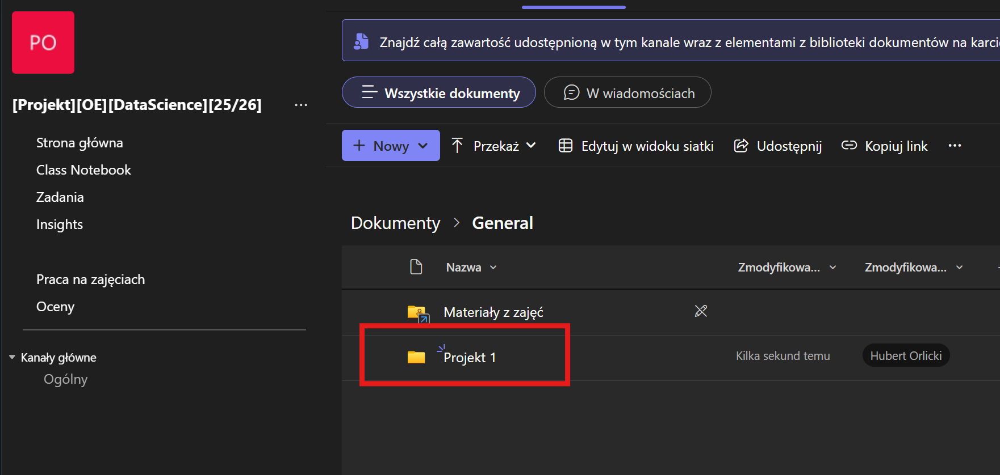 PO
[Projekt][OE][DataScience][25/26]
Strona główna
Class Notebook
Zadania
Insights
Praca na zajęciach
Oceny
Kanały główne
Ogólny
Znajdź całą zawartość udostępnioną w tym kanale wraz z elementami z biblioteki dokumentów na karci
Wszystkie dokumenty W wiadomościach
Nowy Przekaż Edytuj w widoku siatki Udostępnij Kopiuj link
Dokumenty > General
Nazwa Zmodyfikowa... Zmodyfikowa...
Materiały z zajęć
Projekt 1 Kilka sekund temu Hubert Orlicki